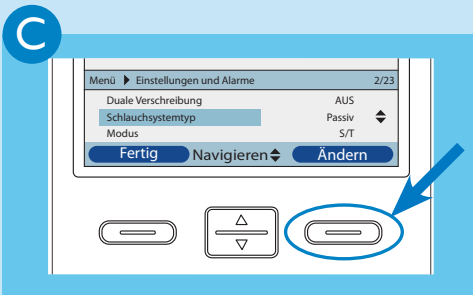 C
Menü ▶ Einstellungen und Alarme 2/23
Duale Verschreibung AUS
Schlauchsystemtyp Passiv
Modus S/T
Fertig Navigieren Ändern